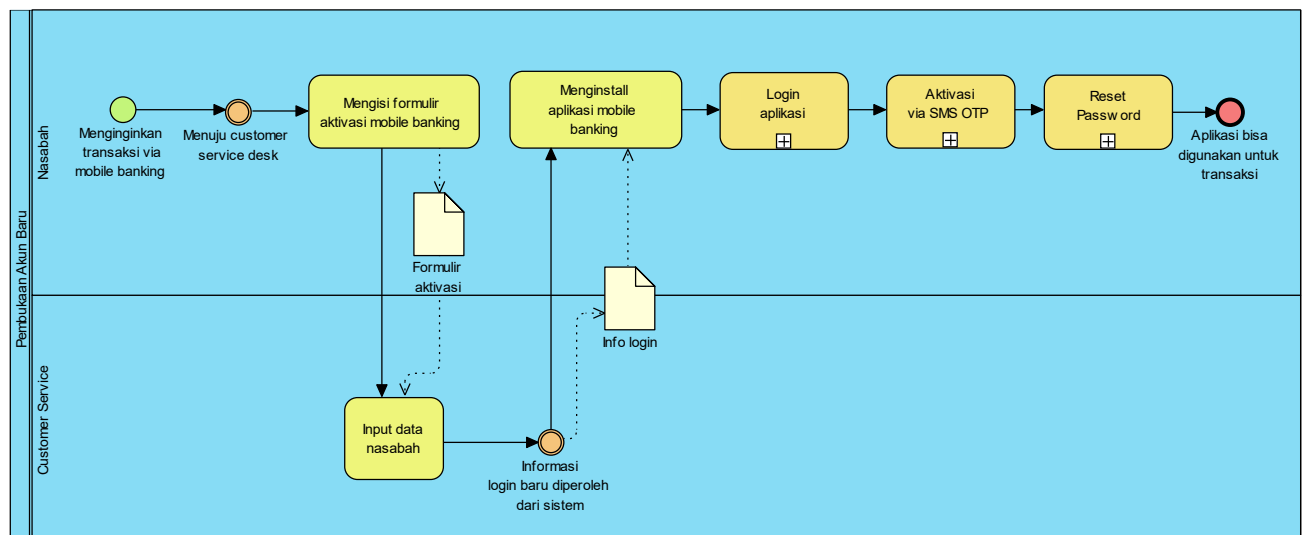 Pembukaan Akun Baru
Nasabah
Menginginkan
transaksi via
mobile banking
Menuju customer
service desk
Mengisi formulir
aktivasi mobile banking
Formulir
aktivasi
Menginstall
aplikasi mobile
banking
Login
aplikasi
Aktivasi
via SMS OTP
Reset
Password
Aplikasi bisa
digunakan untuk
transaksi
Customer Service
Input data
nasabah
Informasi
login baru diperoleh
dari sistem
Info login